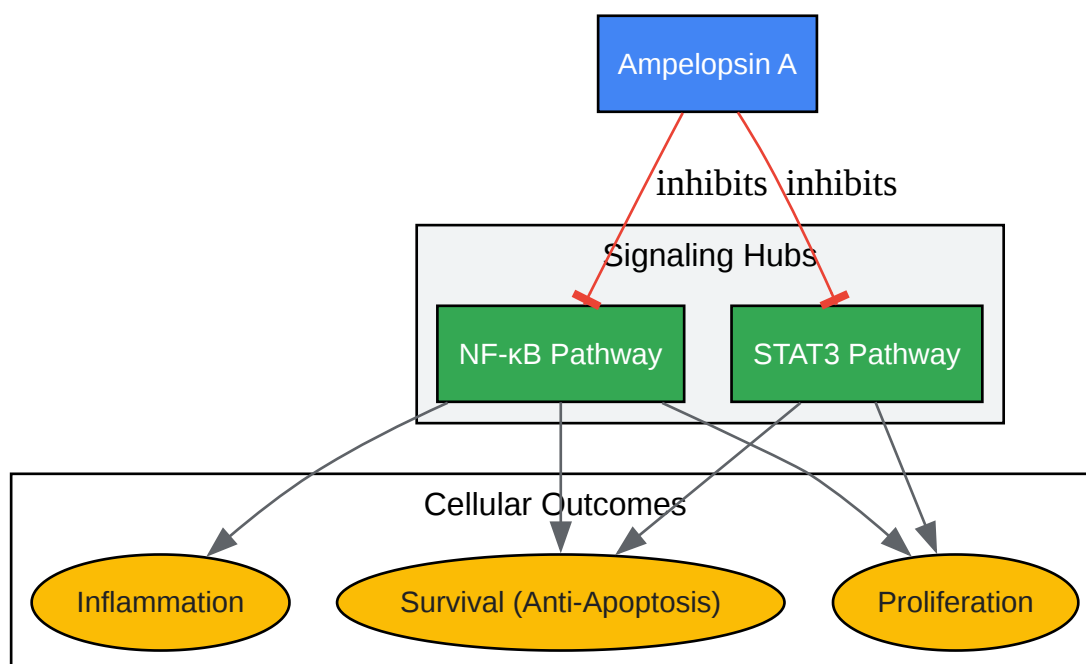 Ampelopsin A
inhibits inhibits
Signaling Hubs
NF-κB Pathway
STAT3 Pathway
Cellular Outcomes
Inflammation
Survival (Anti-Apoptosis)
Proliferation